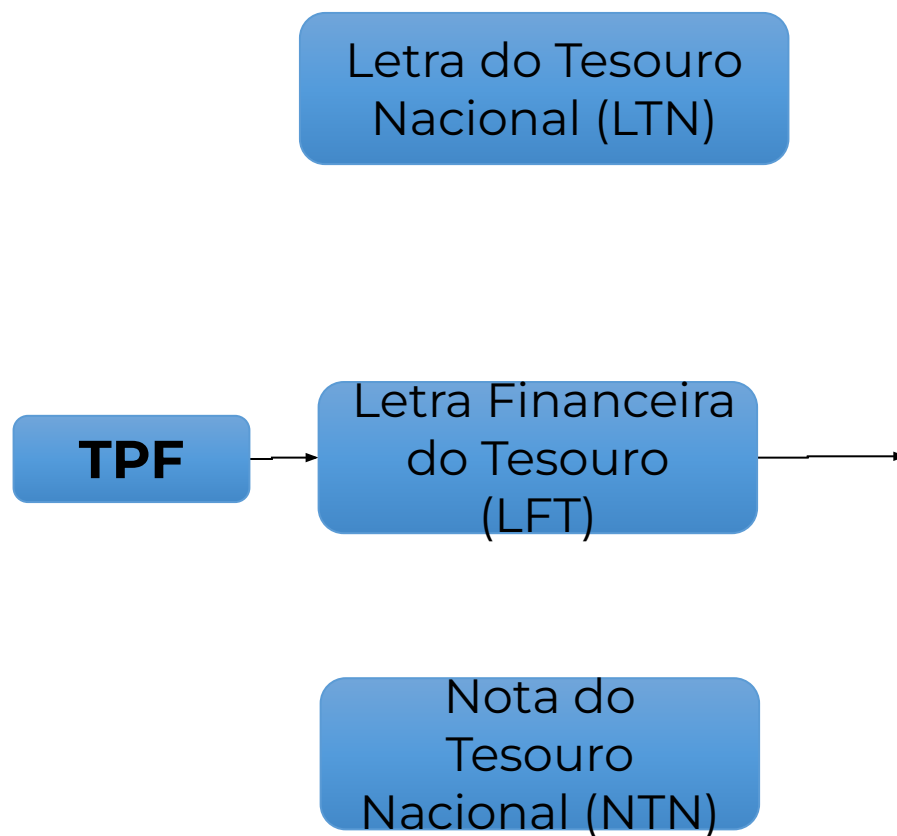 Letra do Tesouro
Nacional (LTN)
TPF
Letra Financeira
do Tesouro
(LFT)
Nota do
Tesouro
Nacional (NTN)